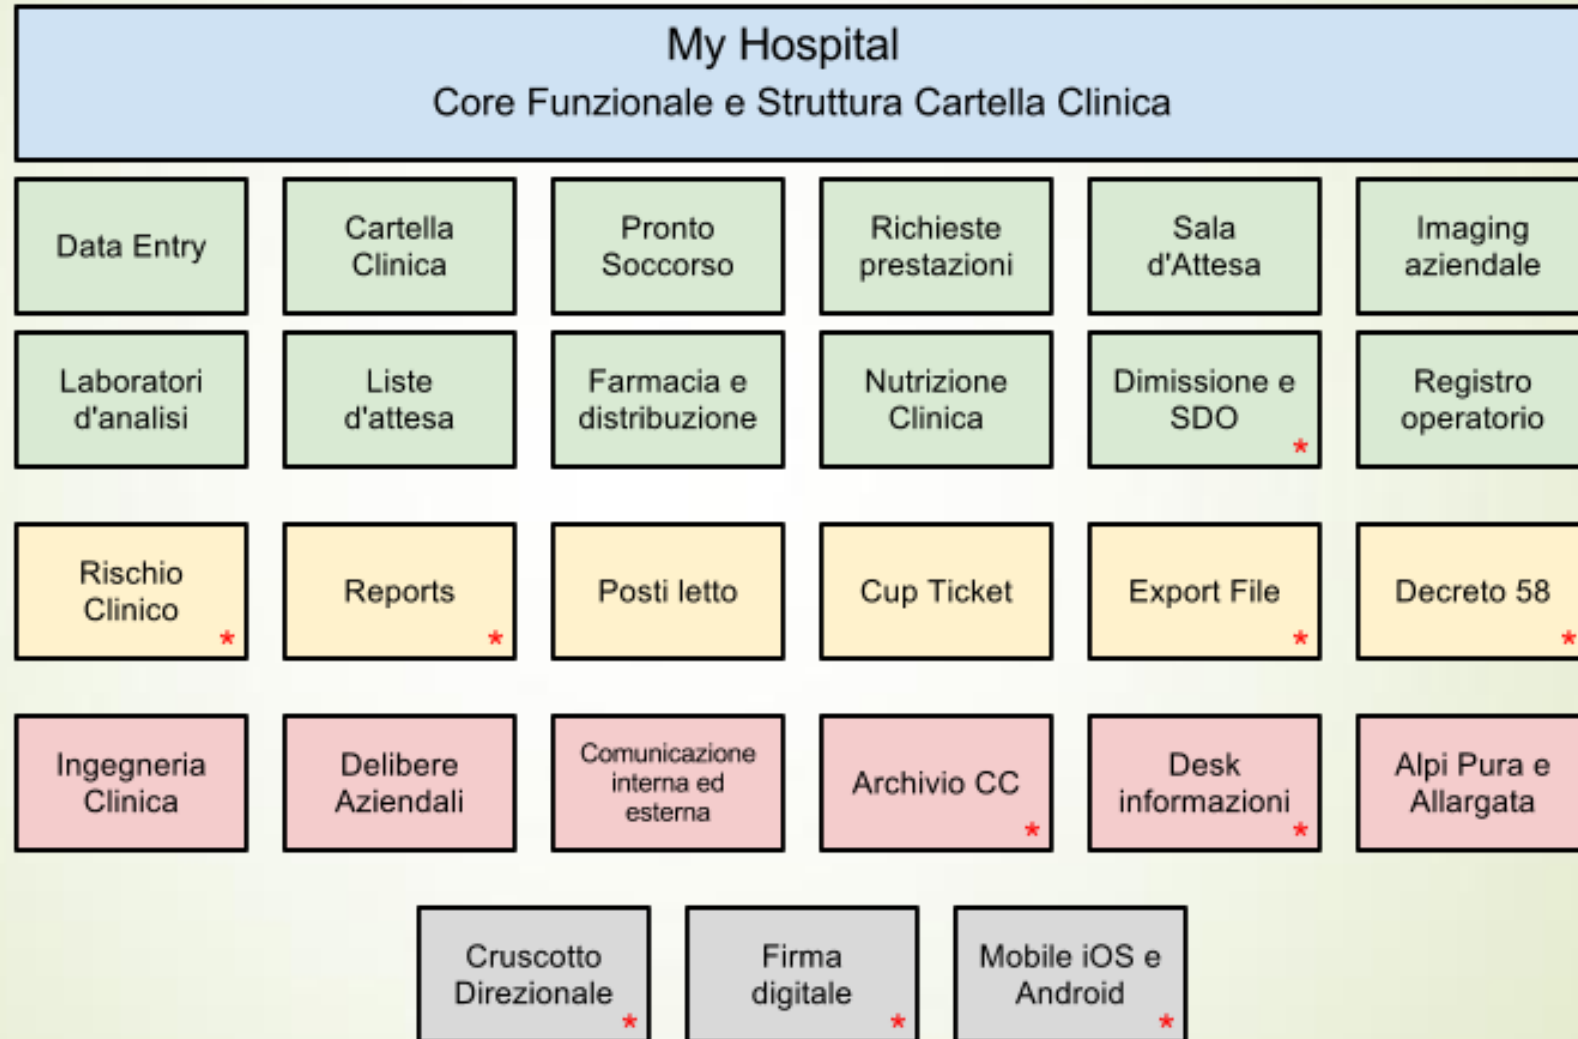 My Hospital
Core Funzionale e Struttura Cartella Clinica
Data Entry
Cartella
Clinica
Pronto
Soccorso
Richieste
prestazioni
Sala
d'Attesa
Imaging
aziendale
Laboratori
d'analisi
Liste
d'attesa
Farmacia e
distribuzione
Nutrizione
Clinica
Dimissione e
SDO
*
Registro
operatorio
Rischio
Clinico
*
Reports
*
Posti letto
Cup Ticket
Export File
*
Decreto 58
*
Ingegneria
Clinica
Delibere
Aziendali
Comunicazione
interna ed
esterna
Archivio CC
*
Desk
informazioni
*
Alpi Pura e
Allargata
Cruscotto
Direzionale
*
Firma
digitale
*
Mobile iOS e
Android
*